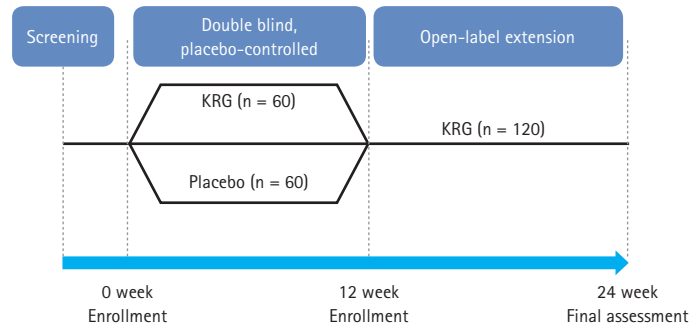 Screening
Double blind,
placebo-controlled
Open-label extension
KRG (n = 60)
KRG (n = 120)
Placebo (n = 60)
0 week
Enrollment
12 week
Enrollment
24 week
Final assessment